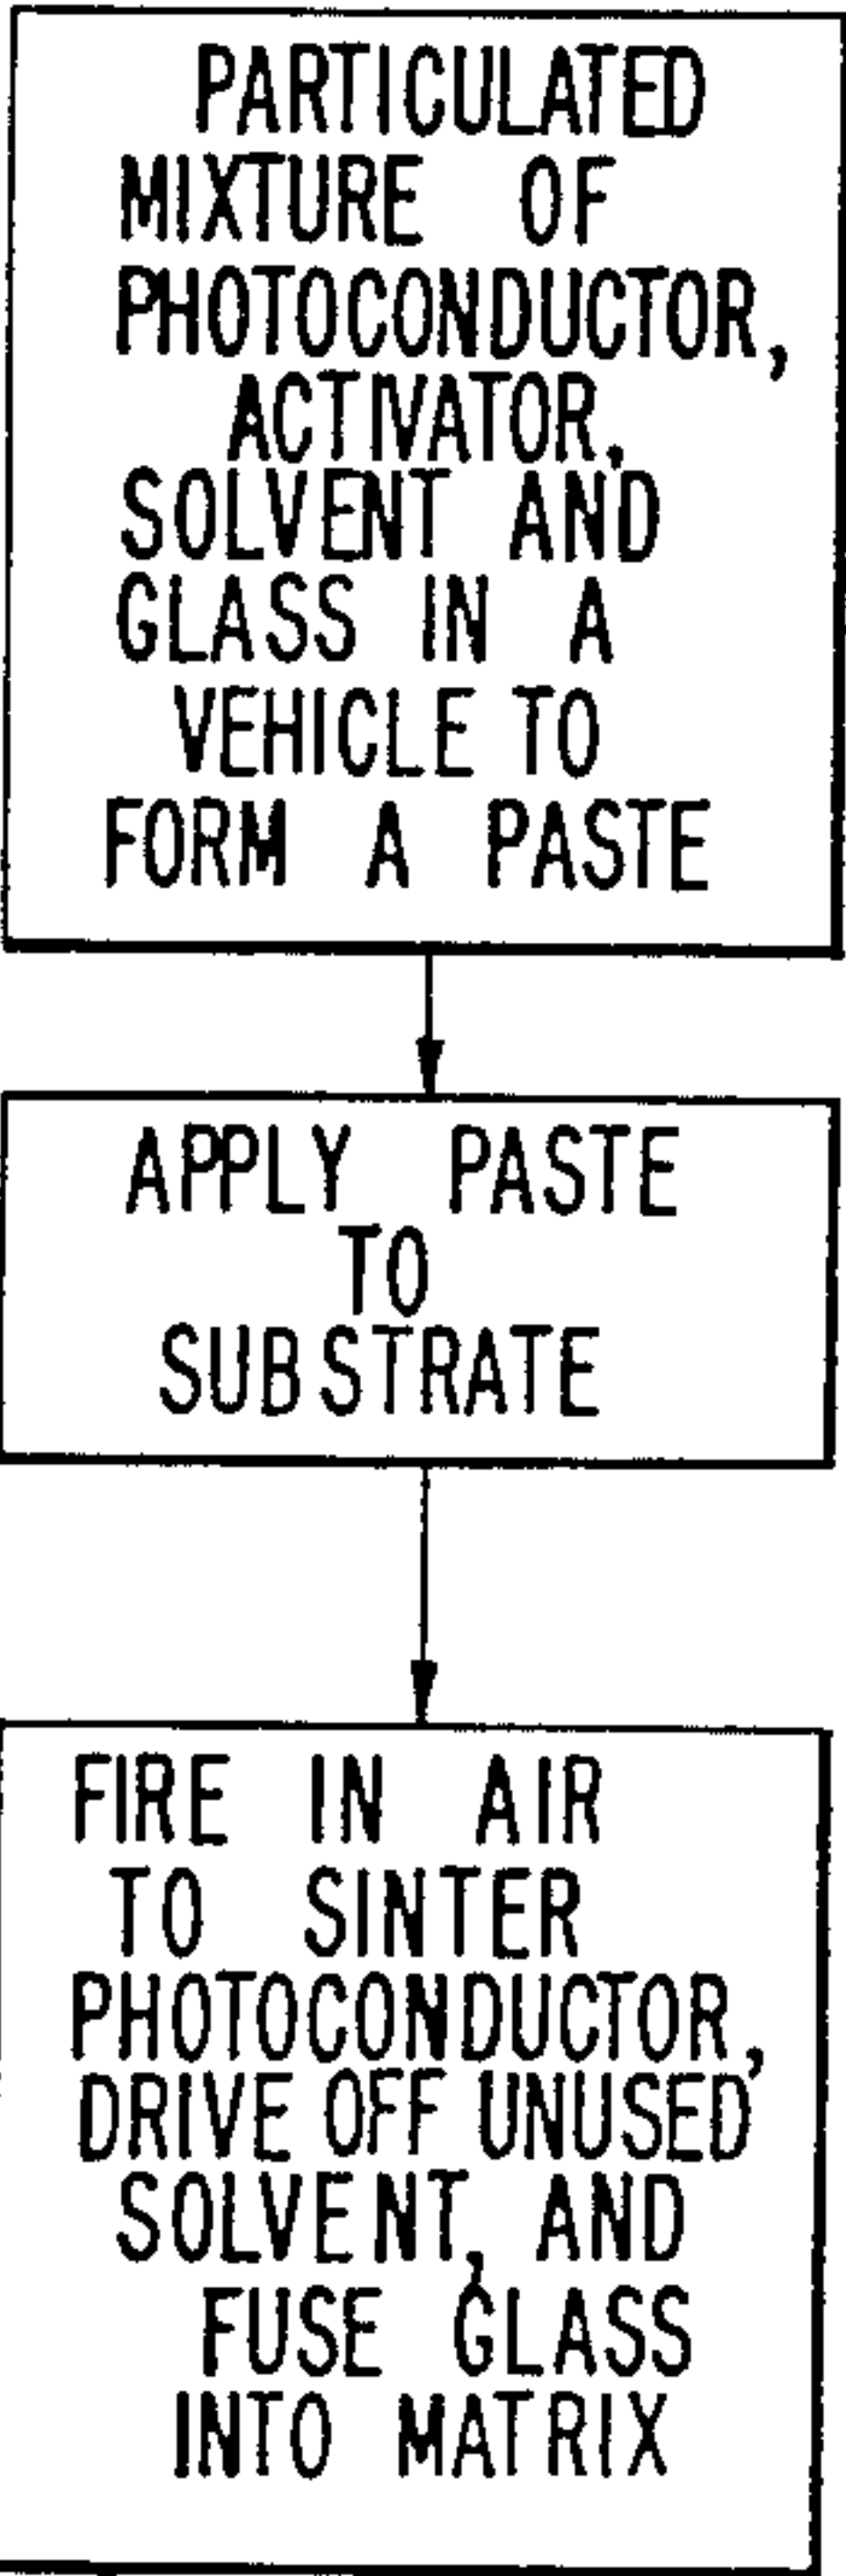 PARTICULATED
MIXTURE OF
PHOTOCONDUCTOR,
ACTIVATOR,
SOLVENT AND
GLASS IN A
VEHICLE TO
FORM A PASTE
APPLY PASTE
TO
SUBSTRATE
FIRE IN AIR
TO SINTER
PHOTOCONDUCTOR,
DRIVE OFF UNUSED
SOLVENT, AND
FUSE GLASS
INTO MATRIX